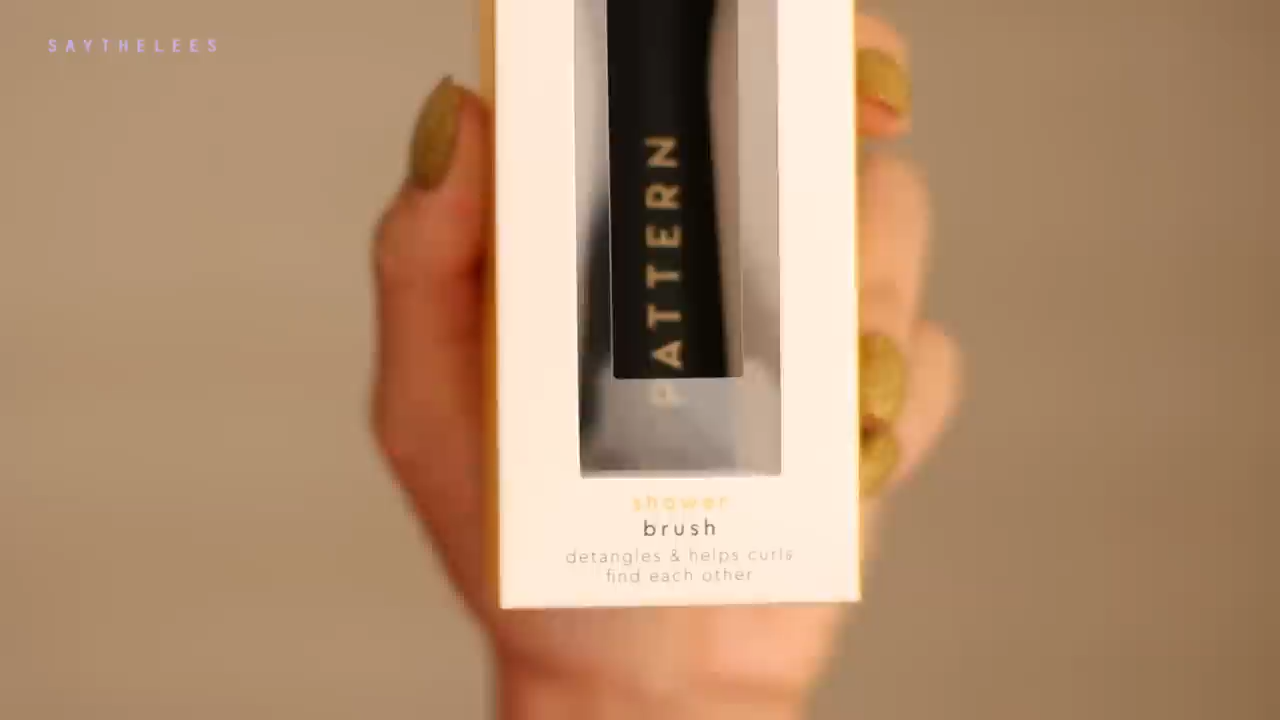 SAYTHELEES
PATTERN
shower
brush
detangles & helps curls
find each other